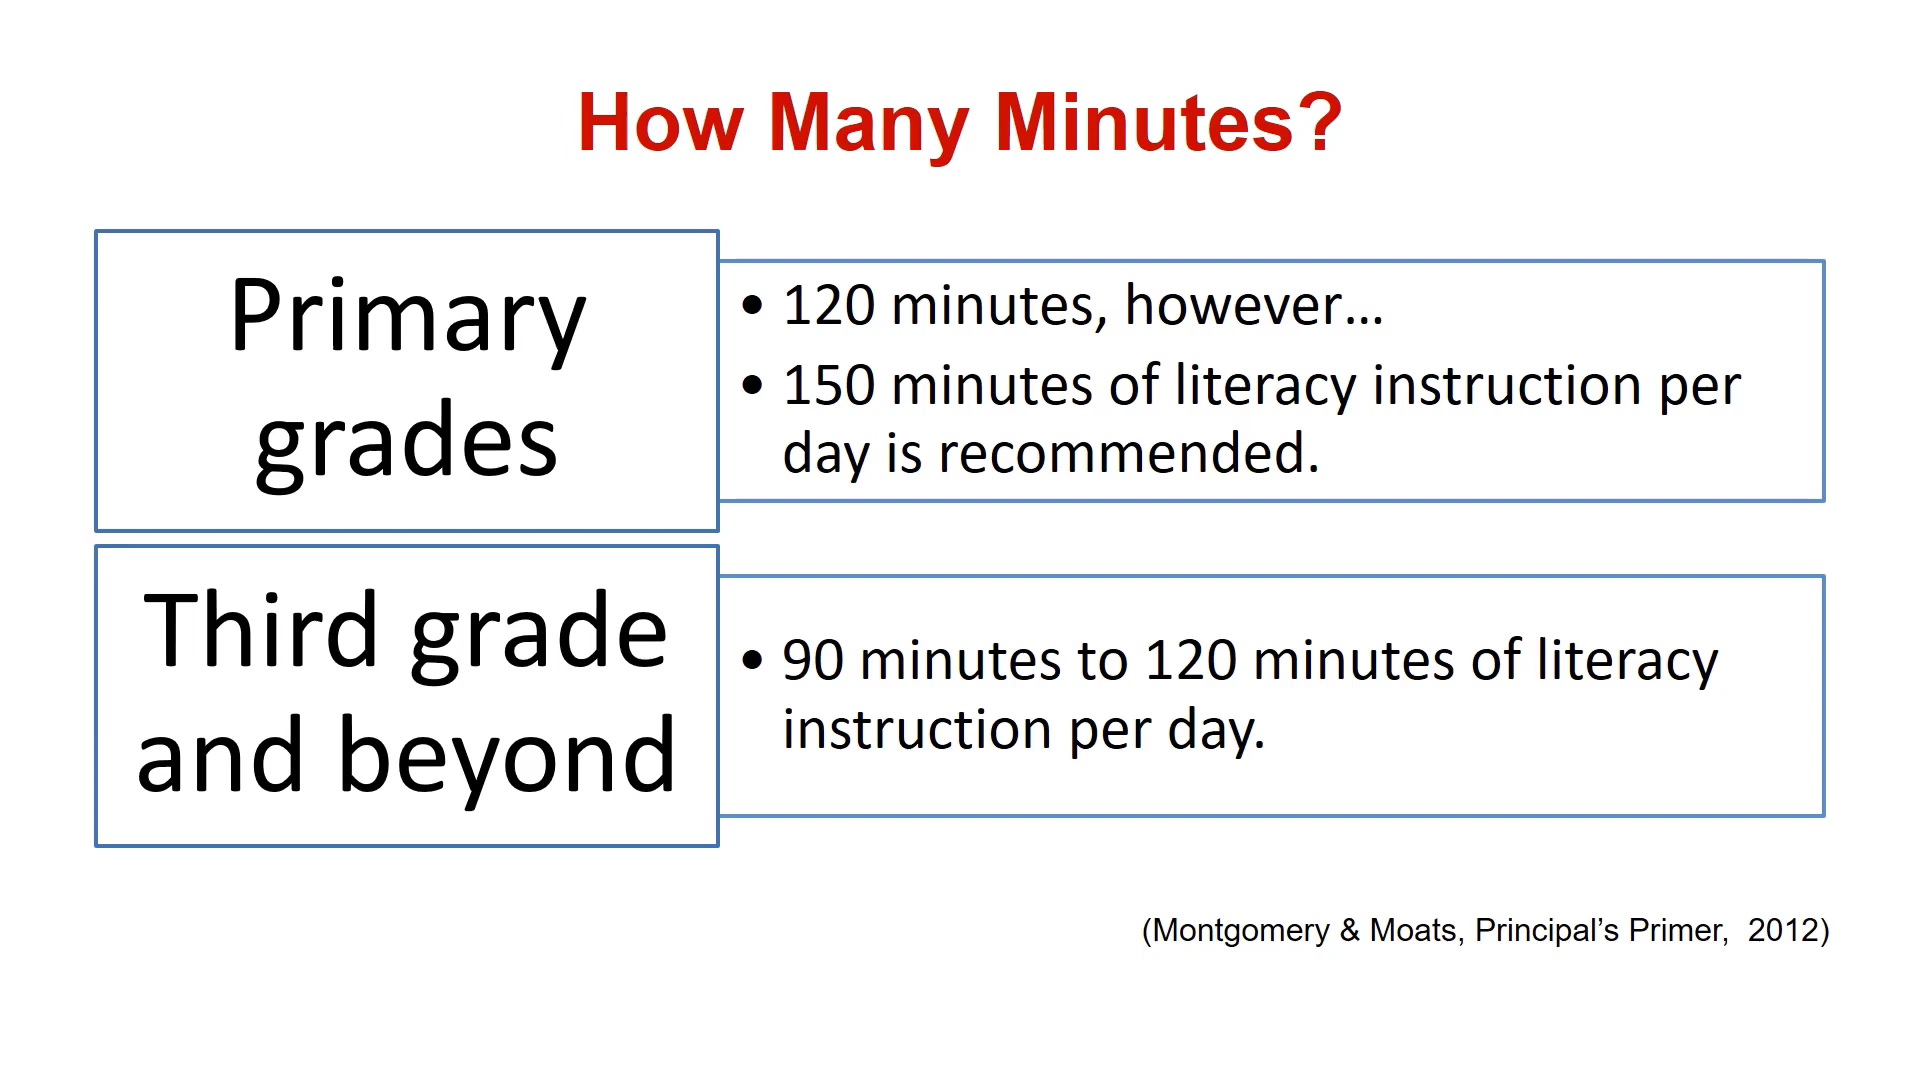 How Many Minutes?
Primary
grades
• 120 minutes, however…
• 150 minutes of literacy instruction per
day is recommended.
Third grade
and beyond
• 90 minutes to 120 minutes of literacy
instruction per day.
(Montgomery & Moats, Principal’s Primer,  2012)